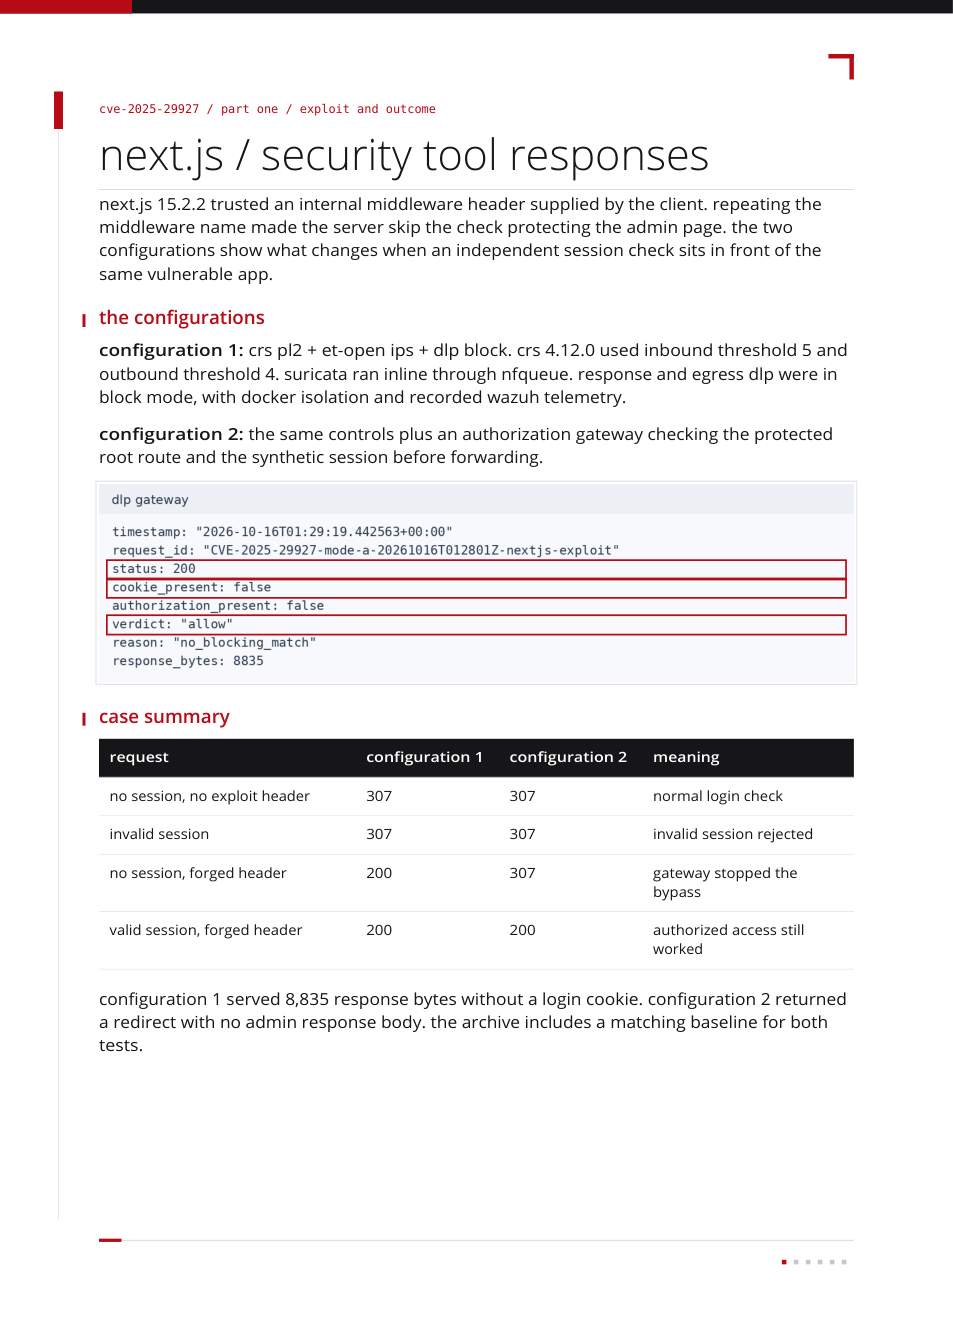 cve-2025-29927 / part one / exploit and outcome
next.js / security tool responses
next.js 15.2.2 trusted an internal middleware header supplied by the client. repeating the
middleware name made the server skip the check protecting the admin page. the two
configurations show what changes when an independent session check sits in front of the
same vulnerable app.
the configurations
configuration 1: crs pl2 + et-open ips + dlp block. crs 4.12.0 used inbound threshold 5 and
outbound threshold 4. suricata ran inline through nfqueue. response and egress dlp were in
block mode, with docker isolation and recorded wazuh telemetry.
configuration 2: the same controls plus an authorization gateway checking the protected
root route and the synthetic session before forwarding.
dlp gateway
timestamp: "2026-10-16T01:29:19.442563+00:00"
request_id: "CVE-2025-29927-mode-a-20261016T012801Z-nextjs-exploit"
status: 200
cookie_present: false
authorization_present: false
verdict: "allow"
reason: "no_blocking_match"
response_bytes: 8835
case summary
request configuration 1 configuration 2 meaning
no session, no exploit header 307 307 normal login check
invalid session 307 307 invalid session rejected
no session, forged header 200 307 gateway stopped the
bypass
valid session, forged header 200 200 authorized access still
worked
configuration 1 served 8,835 response bytes without a login cookie. configuration 2 returned
a redirect with no admin response body. the archive includes a matching baseline for both
tests.